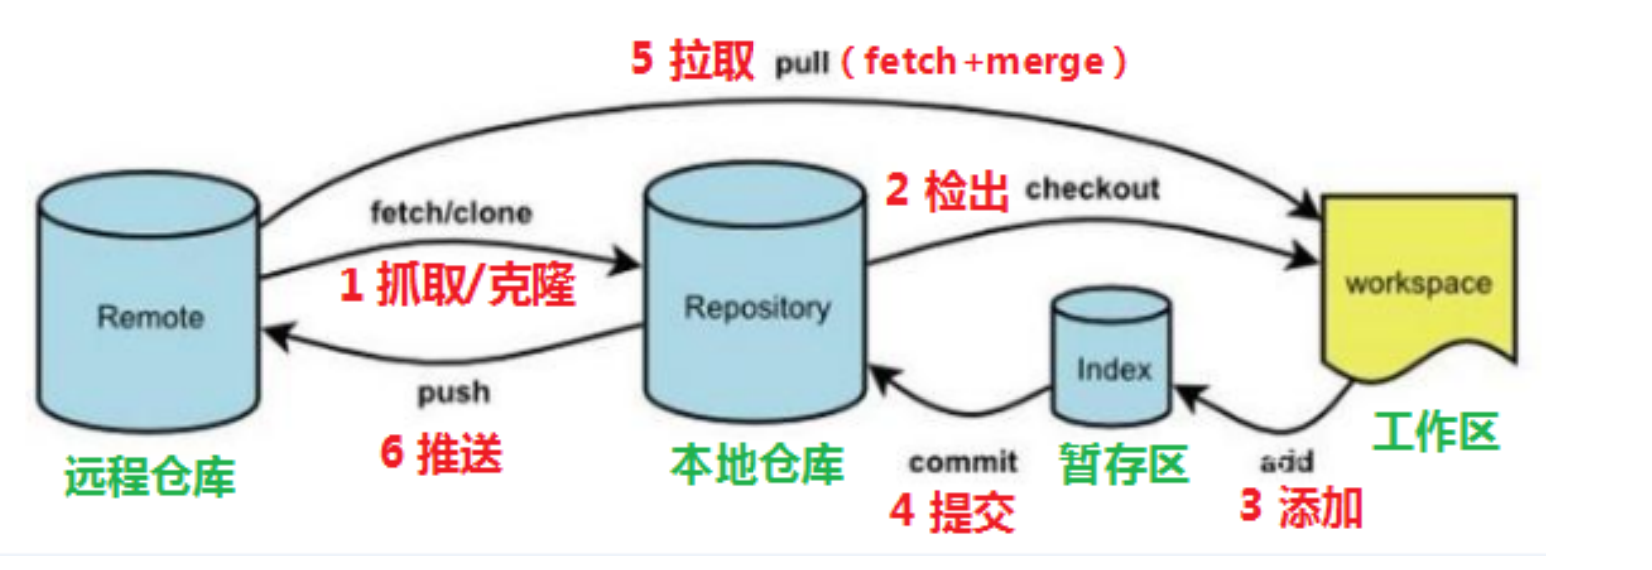 5 拉取 pull（fetch+merge）
2 检出 checkout
fetch/clone
1 抓取/克隆
Remote
Repository
workspace
Index
push
6 推送
远程仓库
本地仓库
commit
4 提交
暂存区
add
3 添加
工作区